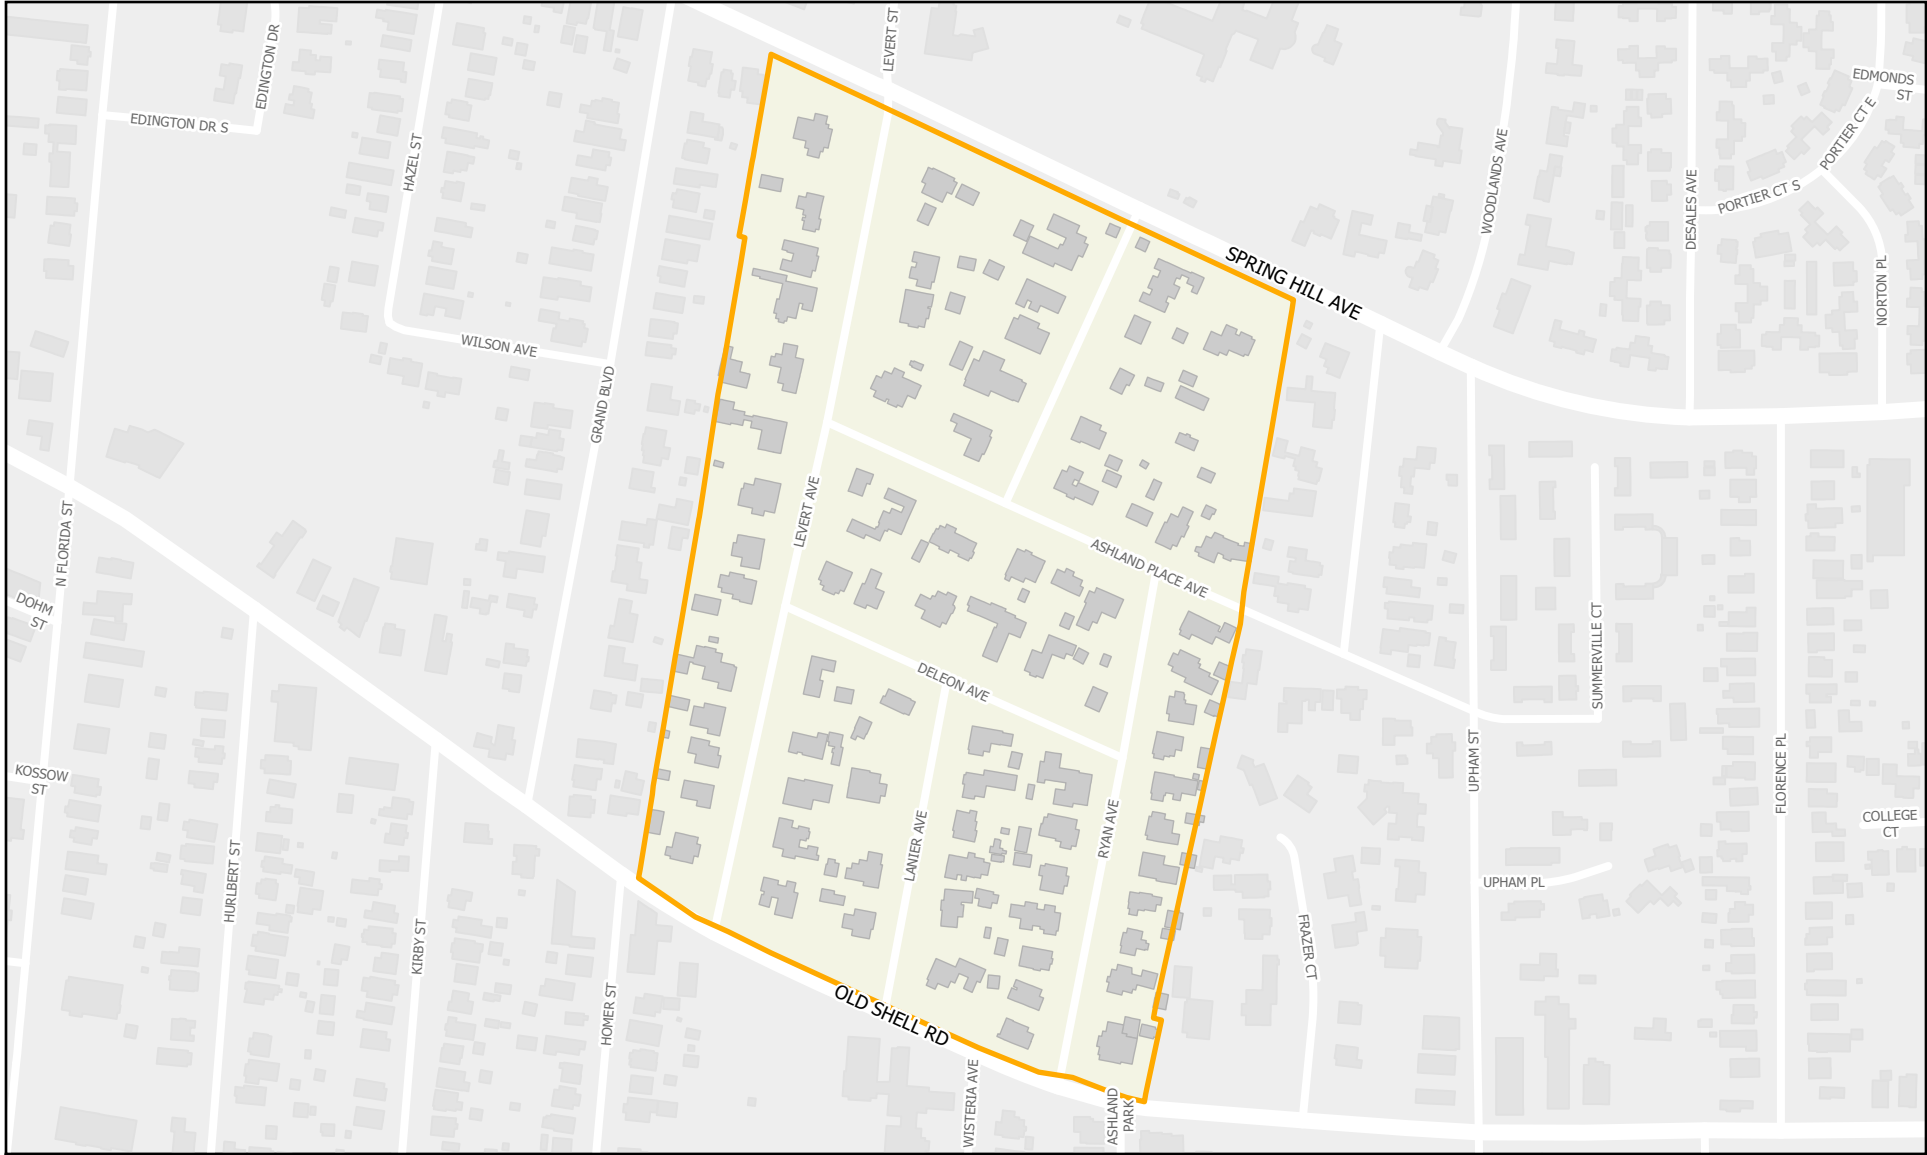 LEVERT ST
EDINGTON DR
EDINGTON DR S
HAZEL ST
WILSON AVE
GRAND BLVD
EDMONDS
ST
PORTIER CT E
PORTIER CT S
WOODLANDS AVE
DESALES AVE
NORTON PL
SPRING HILL AVE
N FLORIDA ST
DOHM
ST
KOSSOW
ST
LEVERT AVE
ASHLAND PLACE AVE
DELEON AVE
SUMMERVILLE CT
UPHAM ST
FLORENCE PL
COLLEGE
CT
UPHAM PL
HURLBERT ST
KIRBY ST
HOMER ST
LANIER AVE
RYAN AVE
FRAZER CT
OLD SHELL RD
WISTERIA AVE
ASHLAND
PARK